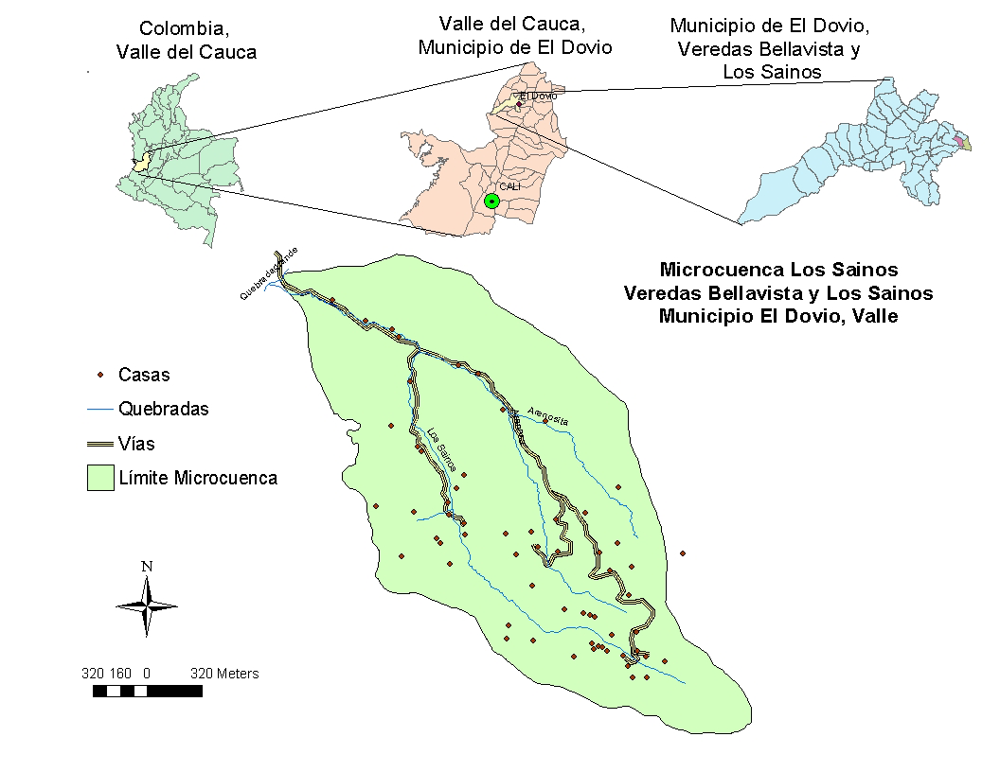 Colombia,
Valle del Cauca
Valle del Cauca,
Municipio de El Dovio
Municipio de El Dovio,
Veredas Bellavista y
Los Sainos
El Dovio
CALI
Microcuenca Los Sainos
Veredas Bellavista y Los Sainos
Municipio El Dovio, Valle
Quebradagrande
Arenosita
Los Sainos
Casas
Quebradas
Vías
Límite Microcuenca
N
320 160 0 320 Meters